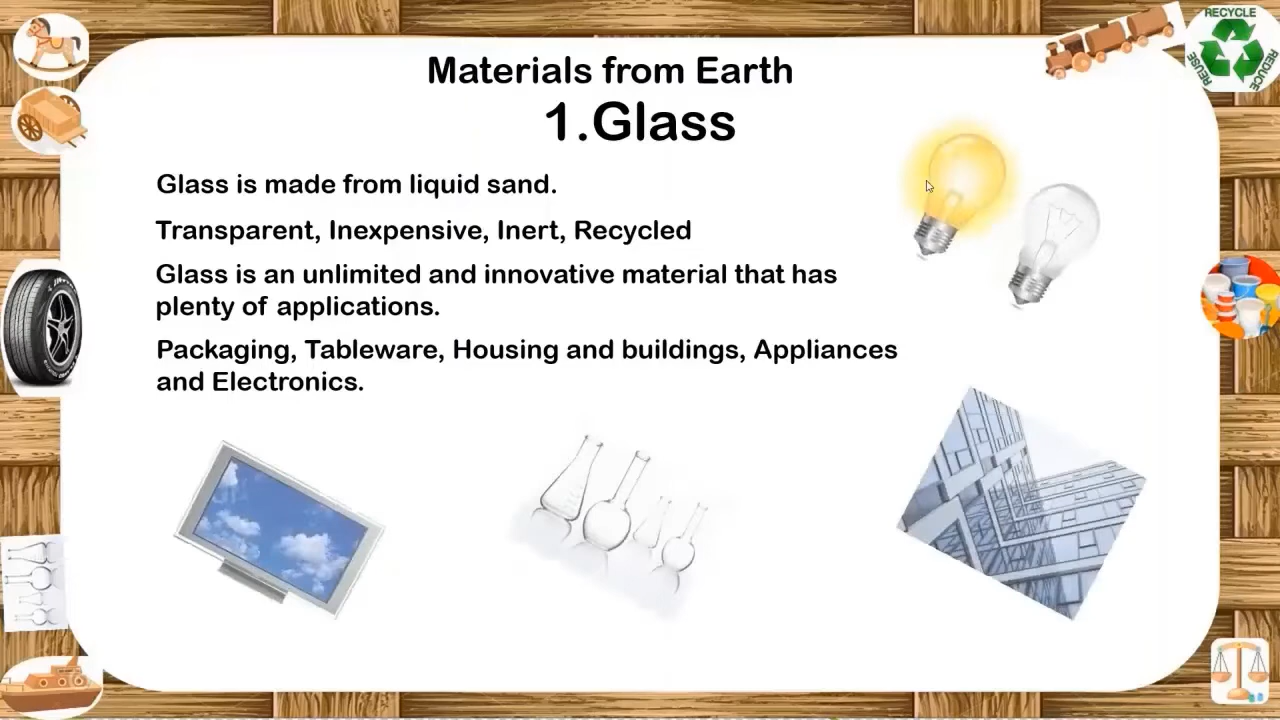 Materials from Earth
1.Glass
Glass is made from liquid sand.
Transparent, Inexpensive, Inert, Recycled
Glass is an unlimited and innovative material that has
plenty of applications.
Packaging, Tableware, Housing and buildings, Appliances
and Electronics.
RECYCLE
REUSE
REDUCE